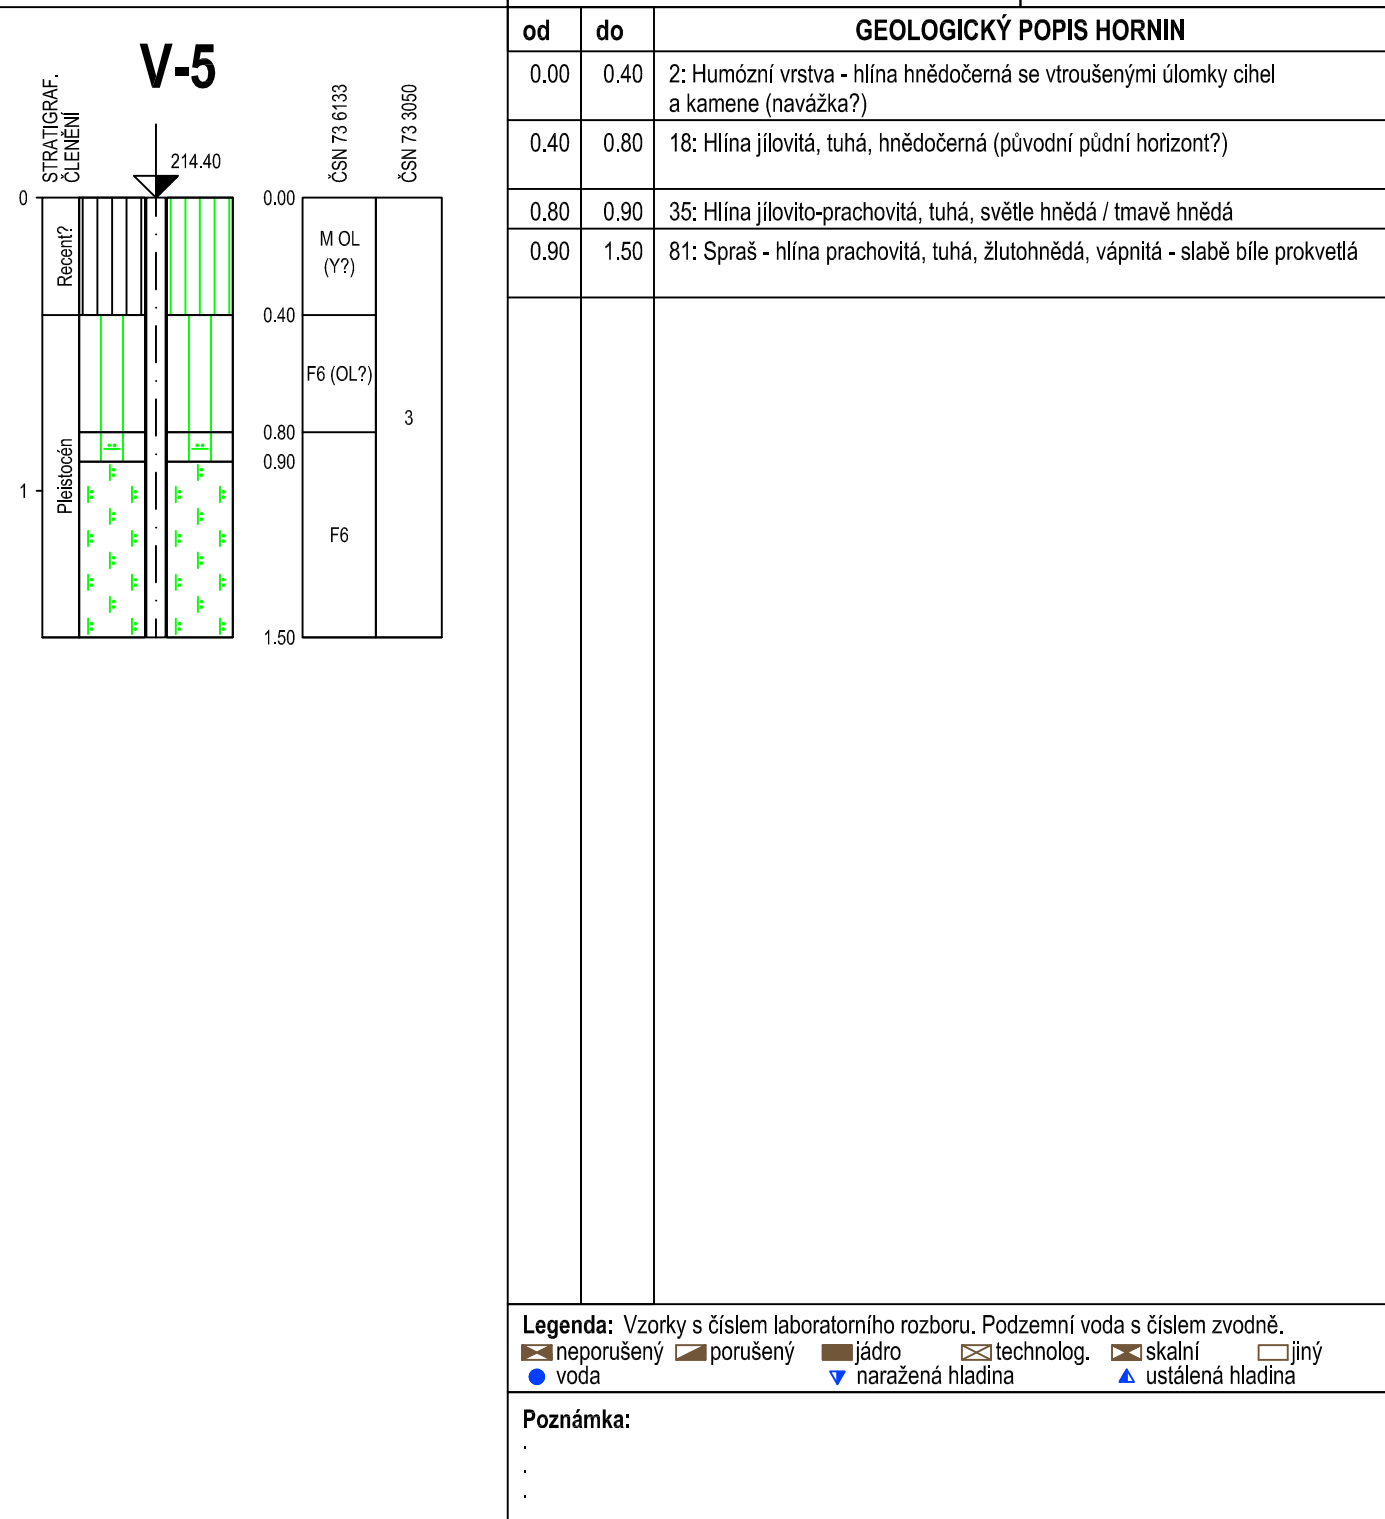 V-5
STRATIGRAF.
ČLENĚNÍ
214.40
ČSN 73 6133
ČSN 73 3050
0
0.00
Recent?
M OL
(Y?)
0.40
F6 (OL?)
3
0.80
0.90
Pleistocén
1
F6
1.50
od do GEOLOGICKÝ POPIS HORNIN
0.00 0.40 2: Humózní vrstva - hlína hnědočerná se vtroušenými úlomky cihel
a kamene (navážka?)
0.40 0.80 18: Hlína jílovitá, tuhá, hnědočerná (původní půdní horizont?)
0.80 0.90 35: Hlína jílovito-prachovitá, tuhá, světle hnědá / tmavě hnědá
0.90 1.50 81: Spraš - hlína prachovitá, tuhá, žlutohnědá, vápnitá - slabě bíle prokvetlá
Legenda: Vzorky s číslem laboratorního rozboru. Podzemní voda s číslem zvodně.
neporušený porušený jádro technolog. skalní jiný
voda naražená hladina ustálená hladina
Poznámka:
.
.
.